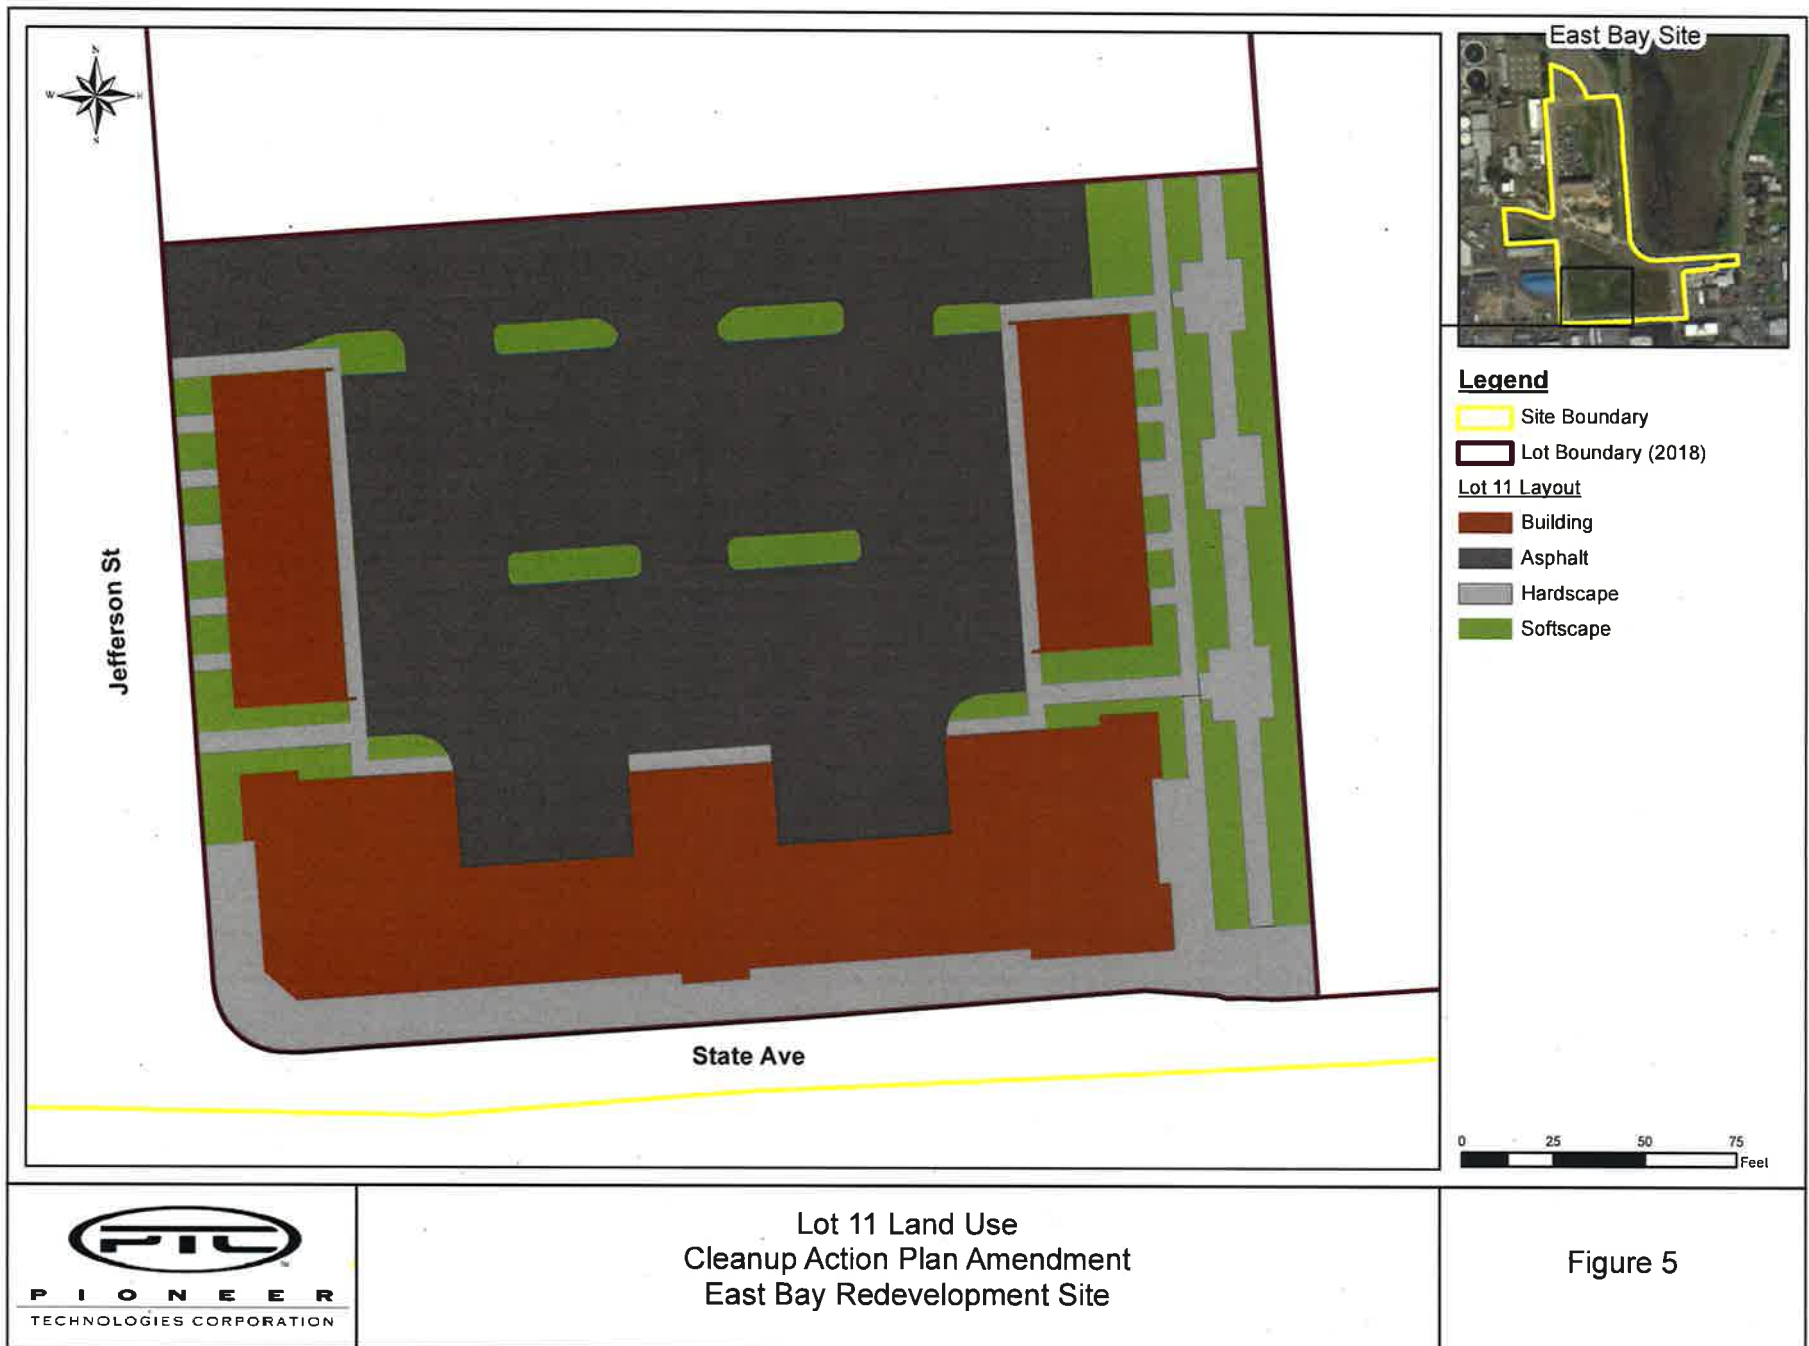 N
W
East Bay Site
Legend
Site Boundary
Lot Boundary (2018)
Lot 11 Layout
Building
Asphalt
Hardscape
Softscape
Jefferson St
State Ave
0 25 50 75
Feet
PTC
PIONEER
TECHNOLOGIES CORPORATION
Lot 11 Land Use
Cleanup Action Plan Amendment
East Bay Redevelopment Site
Figure 5